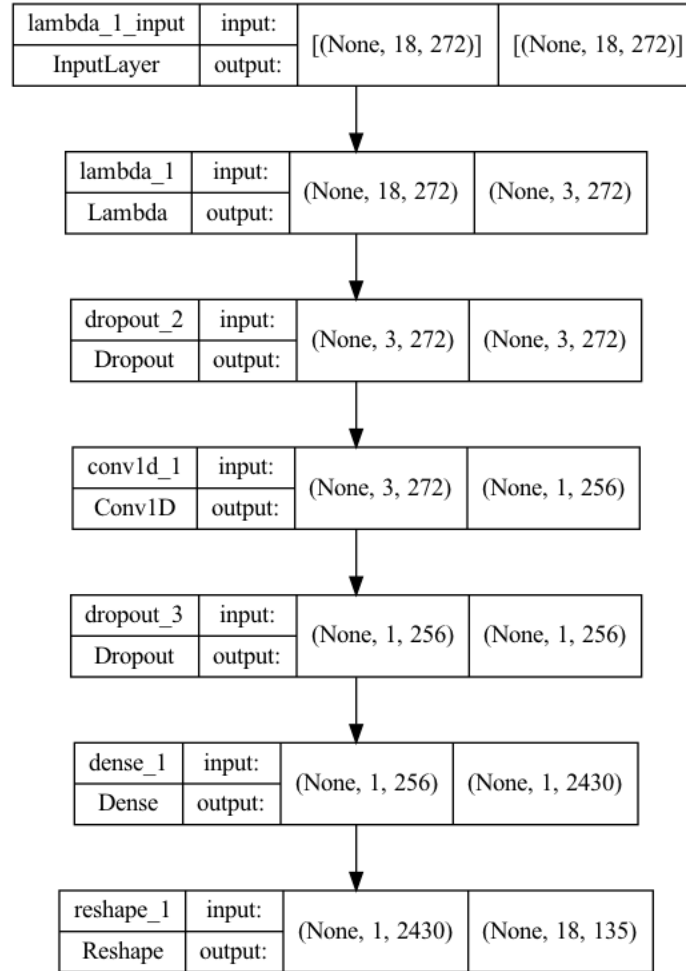 lambda_1_input input: [(None, 18, 272)] [(None, 18, 272)]
InputLayer output:
lambda_1 input: (None, 18, 272) (None, 3, 272)
Lambda output:
dropout_2 input: (None, 3, 272) (None, 3, 272)
Dropout output:
conv1d_1 input: (None, 3, 272) (None, 1, 256)
Conv1D output:
dropout_3 input: (None, 1, 256) (None, 1, 256)
Dropout output:
dense_1 input: (None, 1, 256) (None, 1, 2430)
Dense output:
reshape_1 input: (None, 1, 2430) (None, 18, 135)
Reshape output: